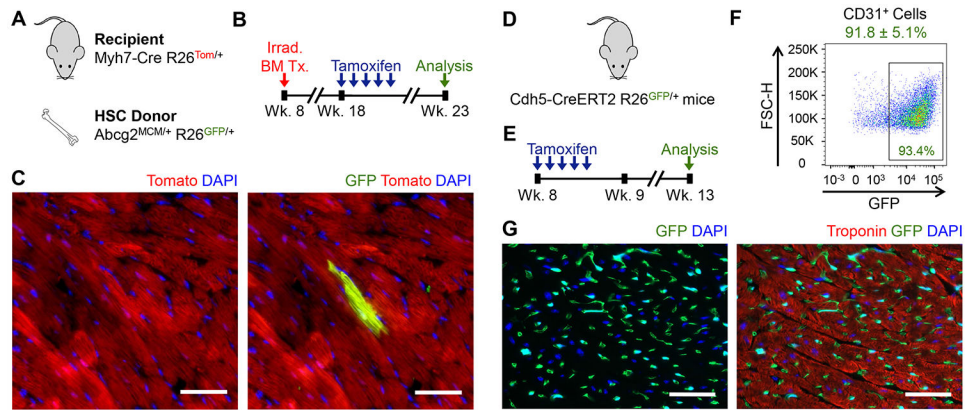 A
Recipient
Myh7-Cre R26Tom/+
HSC Donor
Abcg2MCM/+ R26GFP/+
B
Irrad.
BM Tx.
Tamoxifen
Analysis
Wk. 8
Wk. 18
Wk. 23
C
Tomato DAPI
GFP Tomato DAPI
D
Cdh5-CreERT2 R26GFP/+ mice
E
Tamoxifen
Analysis
Wk. 8
Wk. 9
Wk. 13
F
CD31+ Cells
91.8 ± 5.1%
FSC-H
250K
200K
150K
100K
50K
0
93.4%
-10³ 0 10³ 10⁴ 10⁵
GFP
G
GFP DAPI
Troponin GFP DAPI